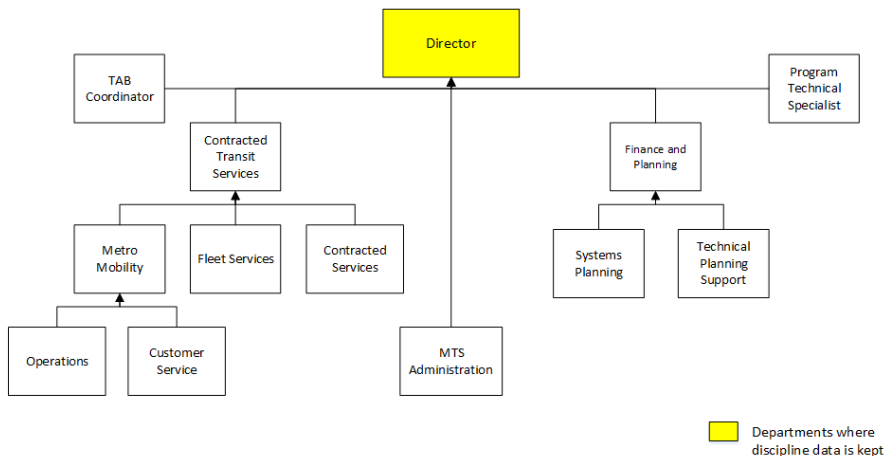 Director
TAB
Coordinator
Program
Technical
Specialist
Contracted
Transit
Services
Finance and
Planning
Metro
Mobility
Fleet Services
Contracted
Services
Systems
Planning
Technical
Planning
Support
Operations
Customer
Service
MTS
Administration
Departments where
discipline data is kept